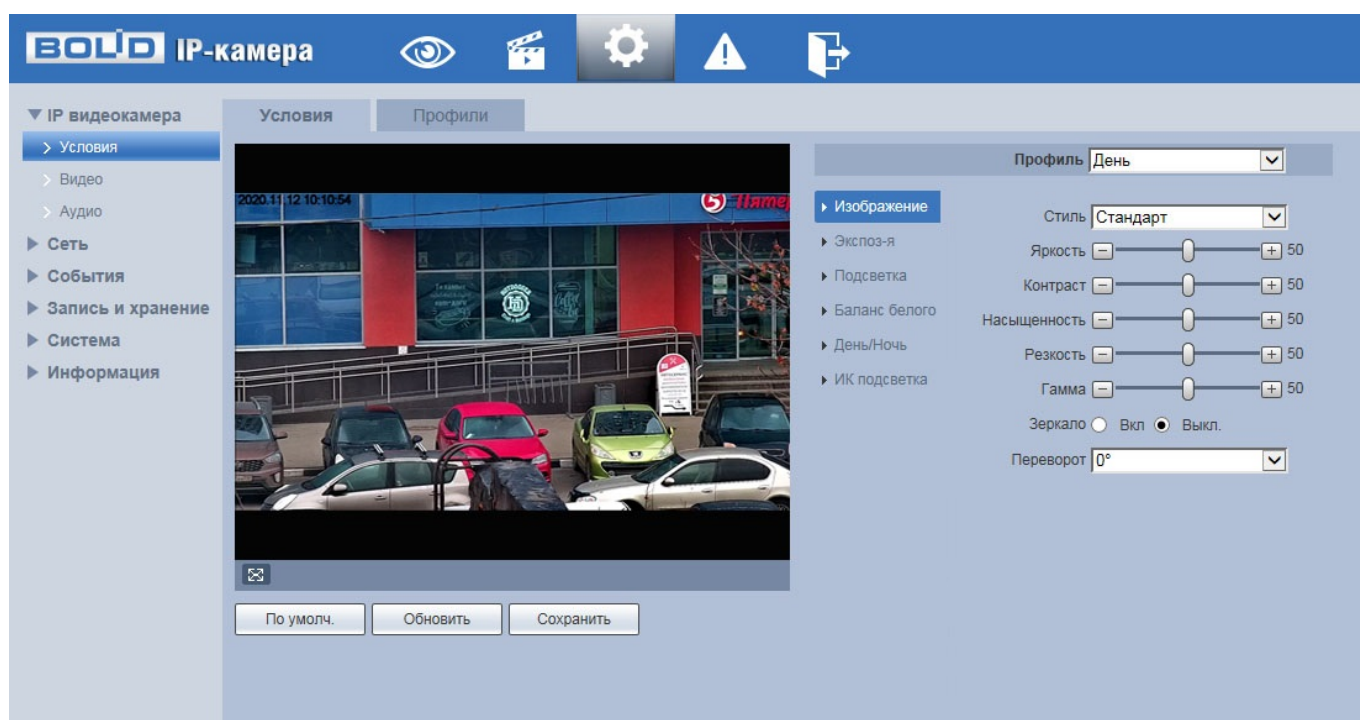 BOLID IP-камера
IP видеокамера
Условия
Видео
Аудио
Сеть
События
Запись и хранение
Система
Информация
Условия
Профили
2020.11.12 10:10:54
5
По умолч.
Обновить
Сохранить
Профиль День
Изображение
Экспоз-я
Подсветка
Баланс белого
День/Ночь
ИК подсветка
Стиль Стандарт
Яркость 50
Контраст 50
Насыщенность 50
Резкость 50
Гамма 50
Зеркало Вкл Выкл.
Переворот 0°